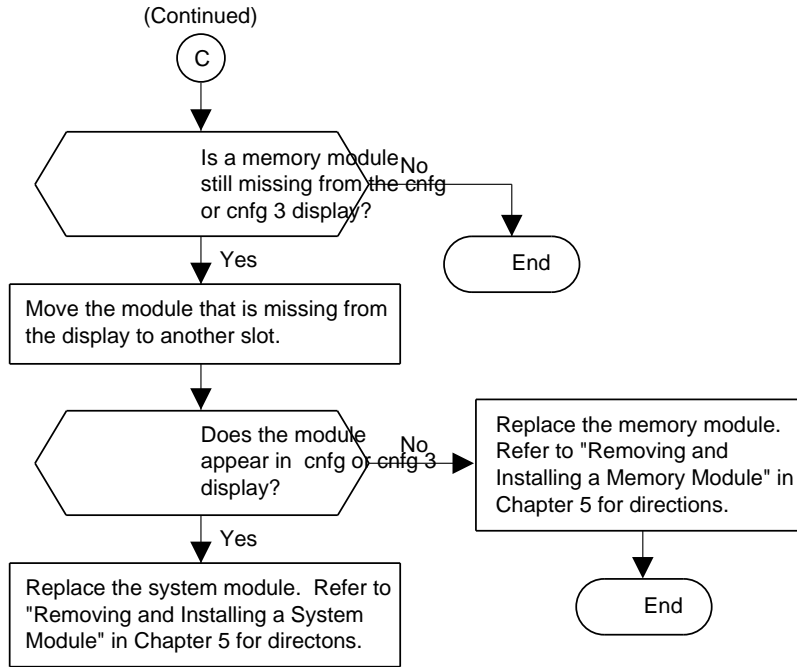 (Continued)
C
Is a memory module
still missing from the cnfg
or cnfg 3 display?
No
End
Yes
Move the module that is missing from
the display to another slot.
Does the module
appear in  cnfg or cnfg 3
display?
No
Replace the memory module.
Refer to "Removing and
Installing a Memory Module" in
Chapter 5 for directions.
End
Yes
Replace the system module.  Refer to
"Removing and Installing a System
Module" in Chapter 5 for directons.